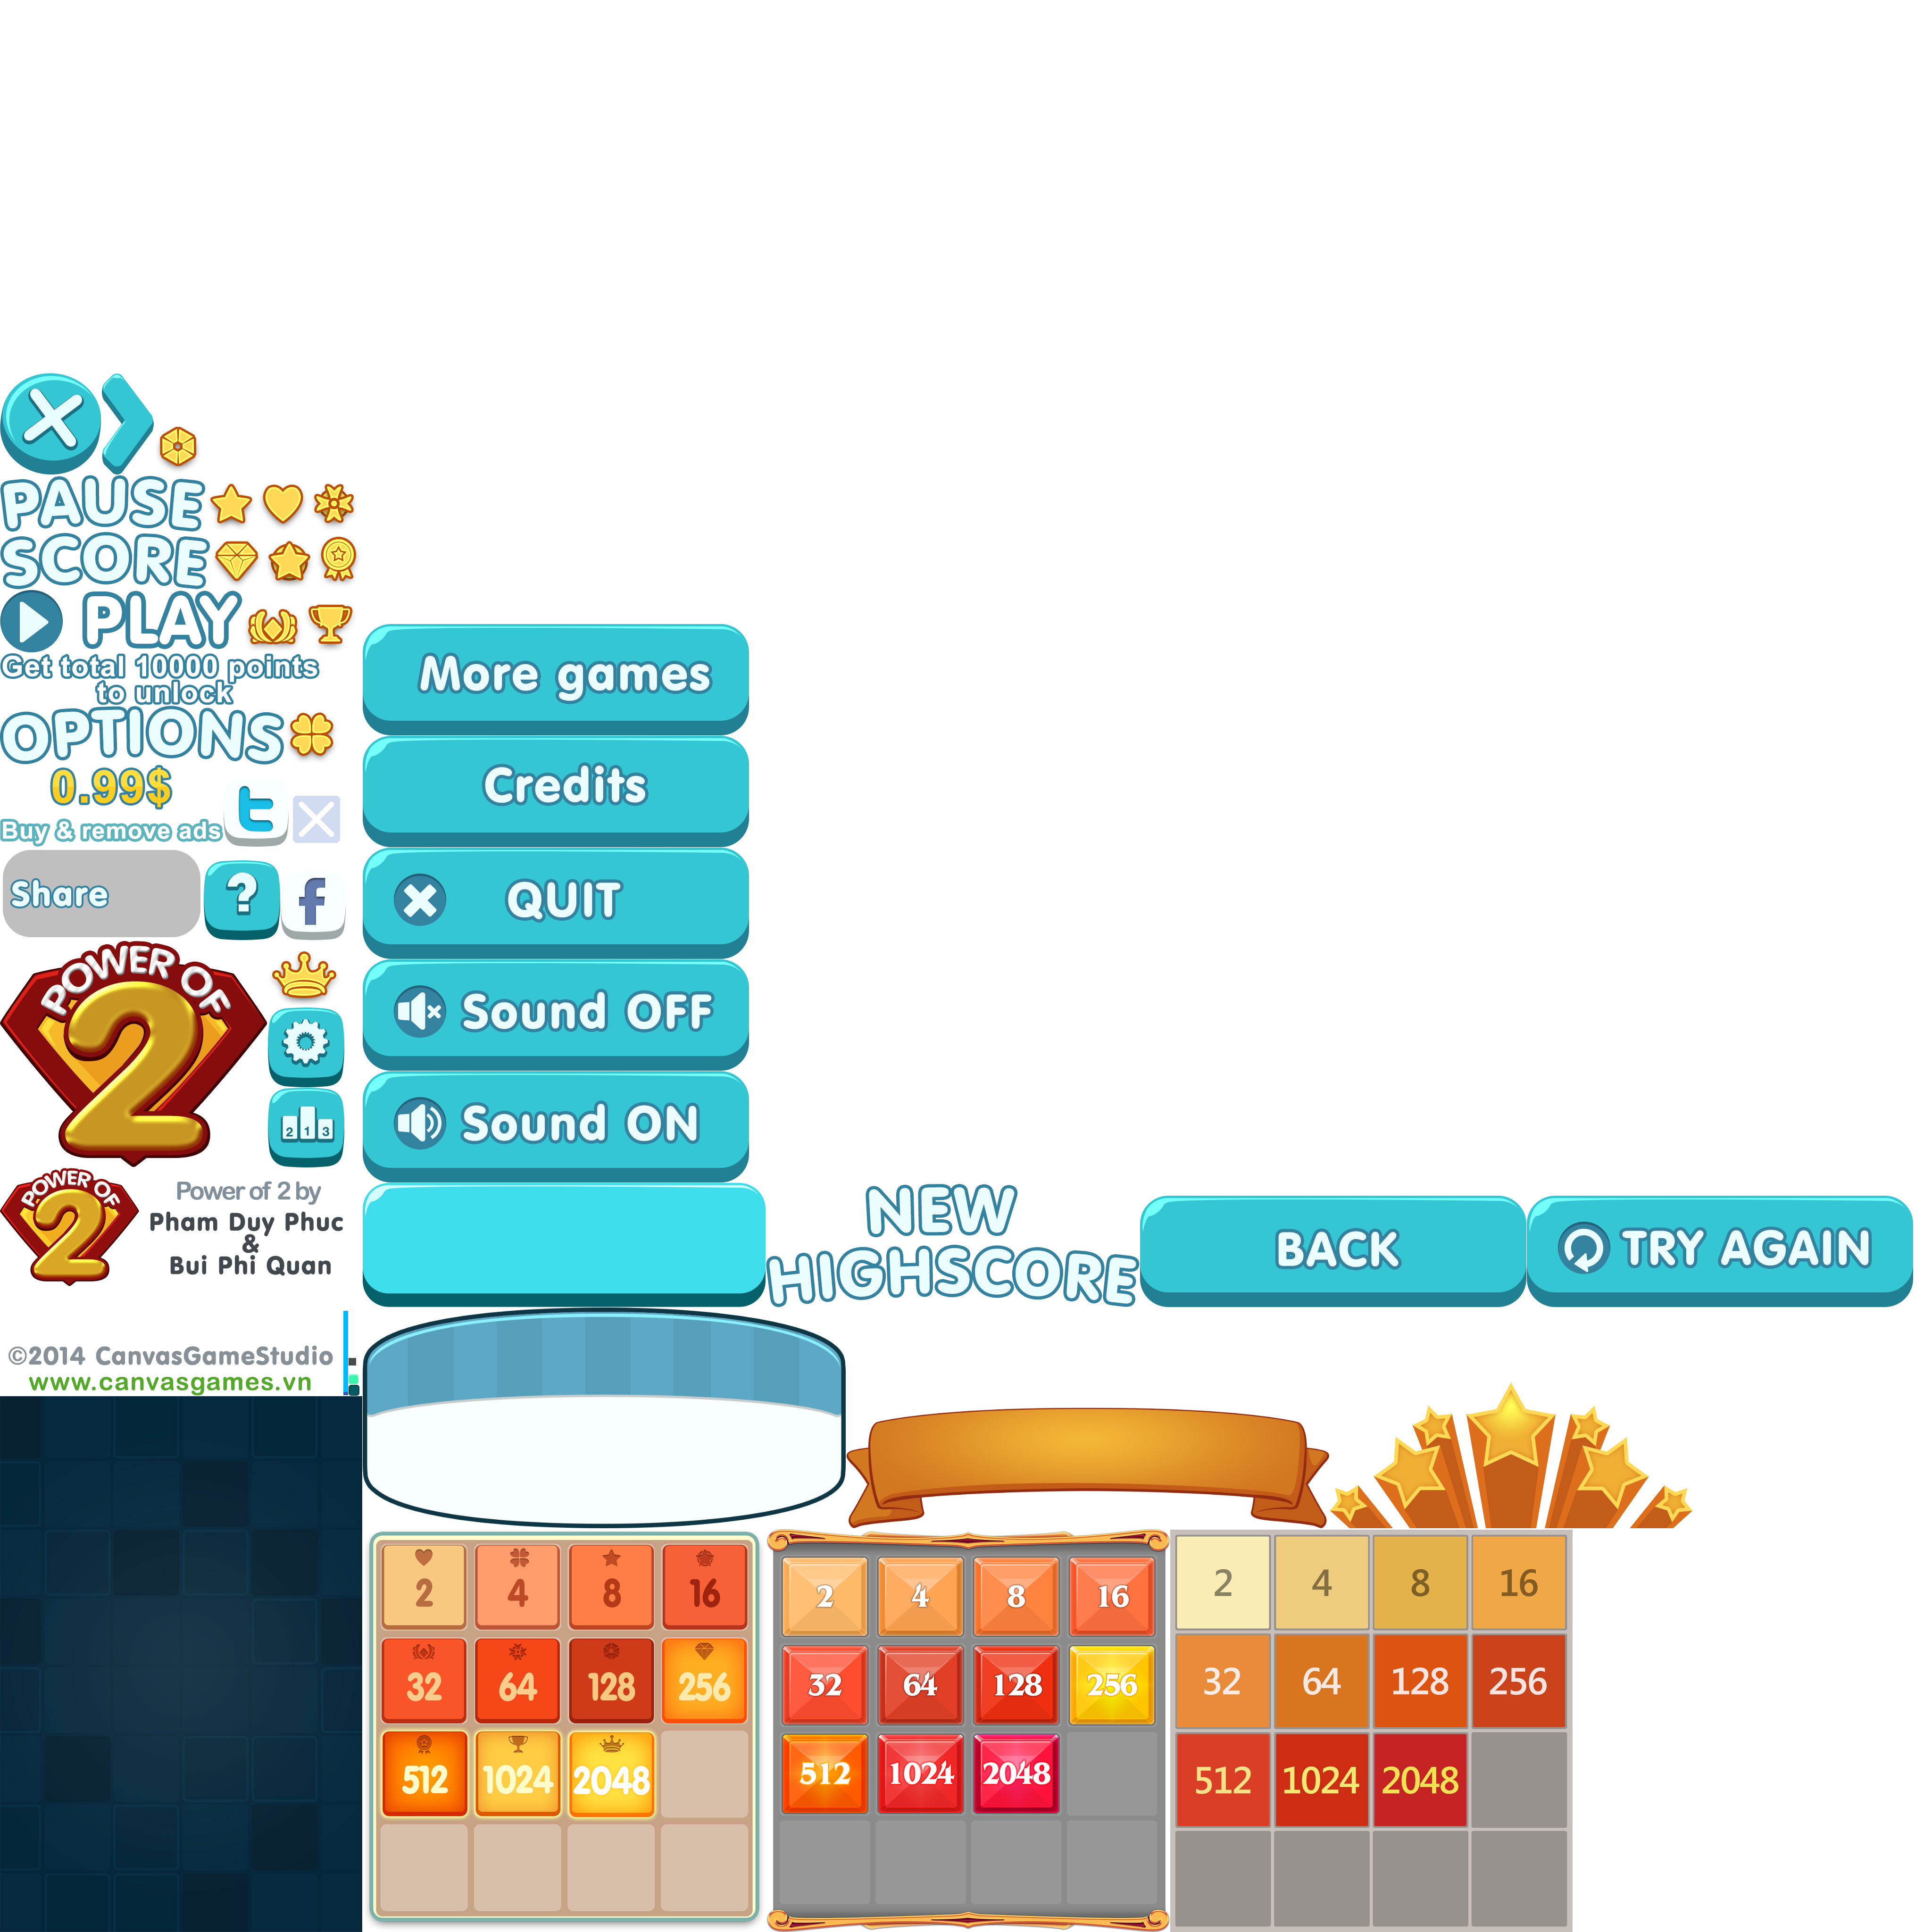 PAUSE
SCORE
PLAY
Get total 10000 points
to unlock
OPTIONS
0.99$
Buy & remove ads
t
Share
?
f
POWER OF
2
2 1 3
POWER OF
2
Power of 2 by
Pham Duy Phuc
&
Bui Phi Quan
©2014 CanvasGameStudio
www.canvasgames.vn
More games
Credits
QUIT
Sound OFF
Sound ON
NEW
HIGHSCORE
BACK
TRY AGAIN
2 4 8 16
32 64 128 256
512 1024 2048
2 4 8 16
32 64 128 256
512 1024 2048
2 4 8 16
32 64 128 256
512 1024 2048